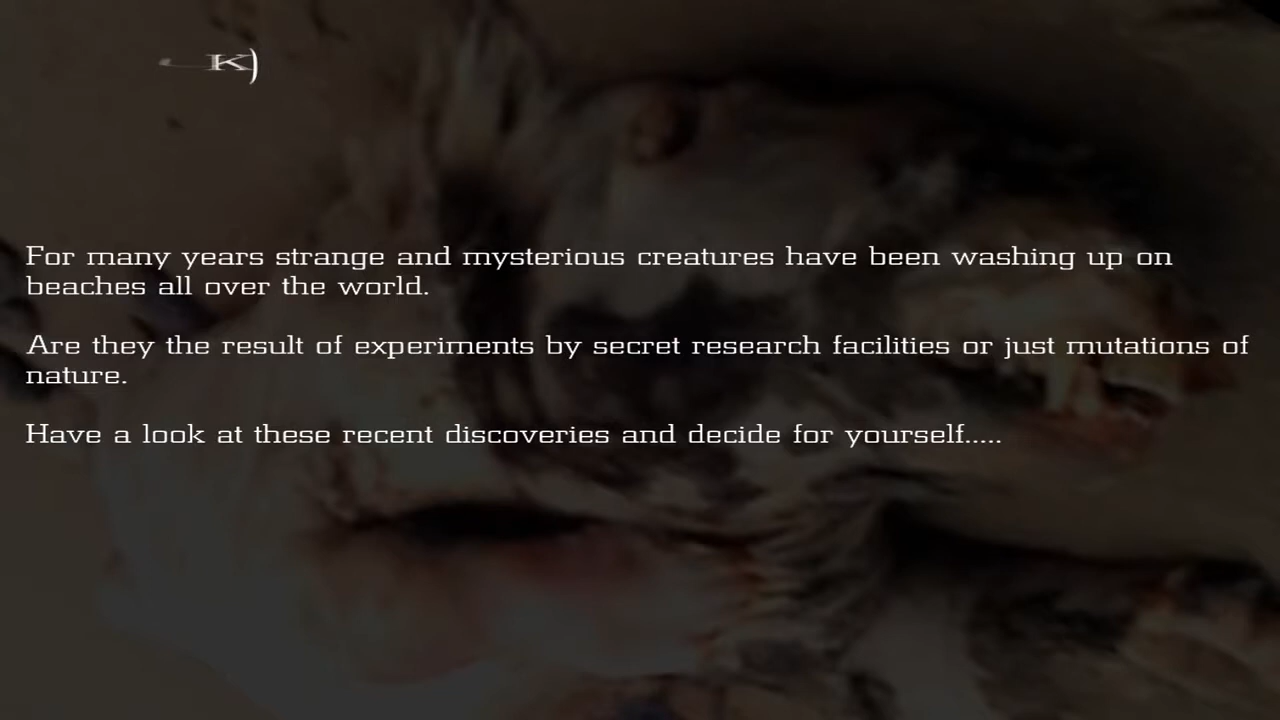 K)
For many years strange and mysterious creatures have been washing up on
beaches all over the world.
Are they the result of experiments by secret research facilities or just mutations of
nature.
Have a look at these recent discoveries and decide for yourself.....